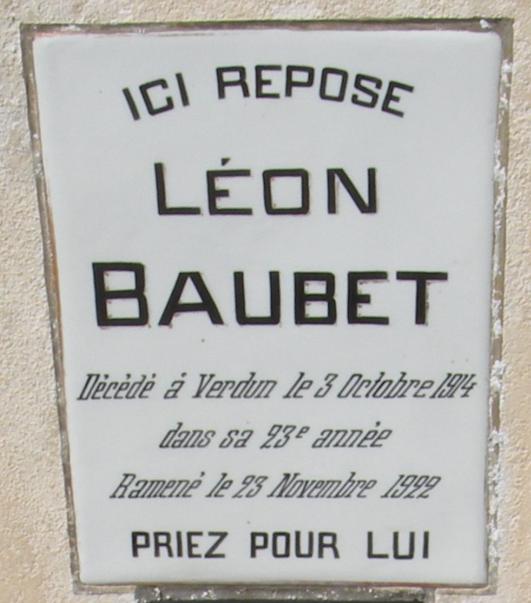 ICI REPOSE
LÉON
BAUBET
Décédé à Verdun le 3 Octobre 1914
dans sa 23e année
Ramené le 23 Novembre 1922
PRIEZ POUR LUI